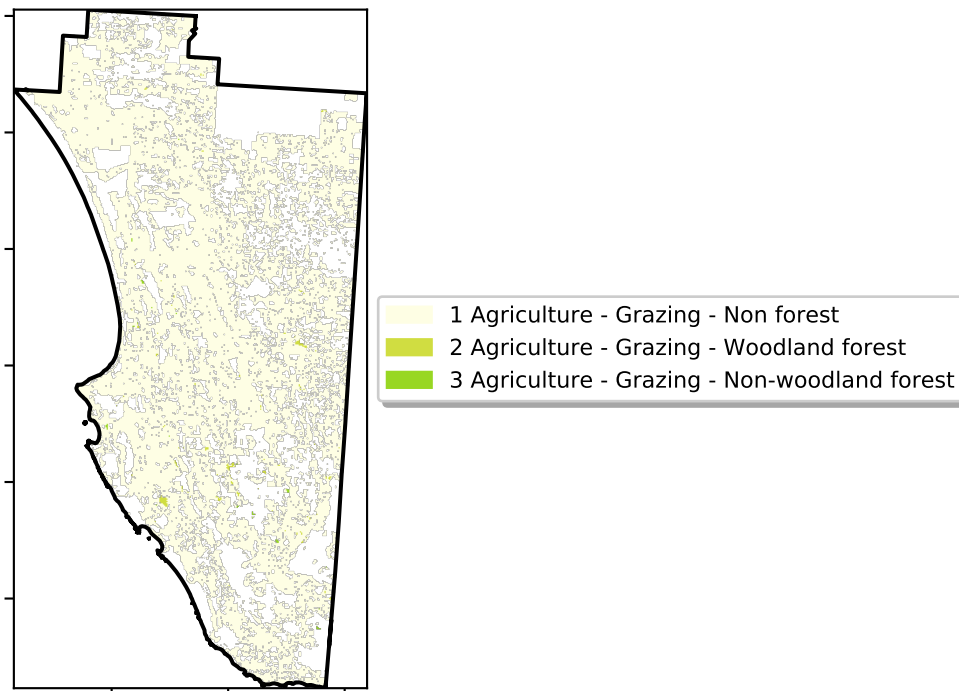 1 Agriculture - Grazing - Non forest
2 Agriculture - Grazing - Woodland forest
3 Agriculture - Grazing - Non-woodland forest